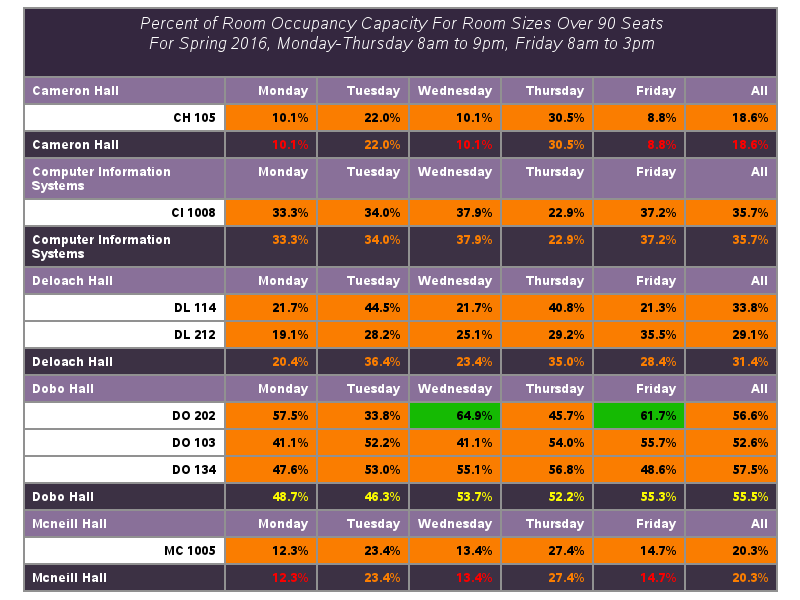 Percent of Room Occupancy Capacity For Room Sizes Over 90 Seats
For Spring 2016, Monday-Thursday 8am to 9pm, Friday 8am to 3pm
Cameron Hall Monday Tuesday Wednesday Thursday Friday All
CH 105 10.1% 22.0% 10.1% 30.5% 8.8% 18.6%
Cameron Hall 10.1% 22.0% 10.1% 30.5% 8.8% 18.6%
Computer Information Monday Tuesday Wednesday Thursday Friday All
Systems
CI 1008 33.3% 34.0% 37.9% 22.9% 37.2% 35.7%
Computer Information 33.3% 34.0% 37.9% 22.9% 37.2% 35.7%
Systems
Deloach Hall Monday Tuesday Wednesday Thursday Friday All
DL 114 21.7% 44.5% 21.7% 40.8% 21.3% 33.8%
DL 212 19.1% 28.2% 25.1% 29.2% 35.5% 29.1%
Deloach Hall 20.4% 36.4% 23.4% 35.0% 28.4% 31.4%
Dobo Hall Monday Tuesday Wednesday Thursday Friday All
DO 202 57.5% 33.8% 64.9% 45.7% 61.7% 56.6%
DO 103 41.1% 52.2% 41.1% 54.0% 55.7% 52.6%
DO 134 47.6% 53.0% 55.1% 56.8% 48.6% 57.5%
Dobo Hall 48.7% 46.3% 53.7% 52.2% 55.3% 55.5%
Mcneill Hall Monday Tuesday Wednesday Thursday Friday All
MC 1005 12.3% 23.4% 13.4% 27.4% 14.7% 20.3%
Mcneill Hall 12.3% 23.4% 13.4% 27.4% 14.7% 20.3%